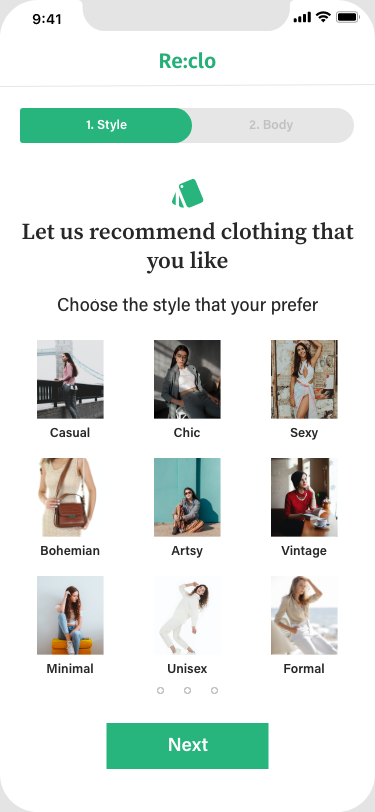 9:41
Re:clo
1. Style
2. Body
Let us recommend clothing that
you like
Choose the style that your prefer
Casual
Chic
Sexy
Bohemian
Artsy
Vintage
Minimal
Unisex
Formal
Next